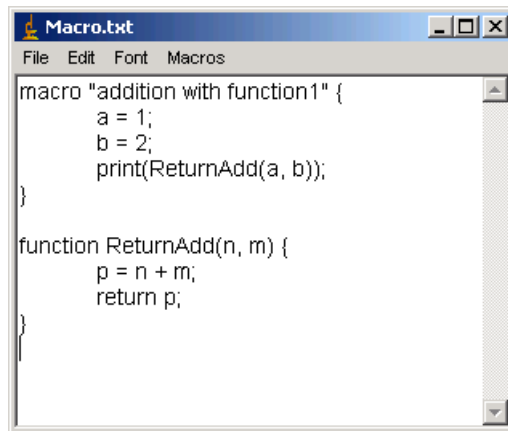 Macro.txt
File Edit Font Macros
macro "addition with function1" {
a = 1;
b = 2;
print(ReturnAdd(a, b));
}
function ReturnAdd(n, m) {
p = n + m;
return p;
}